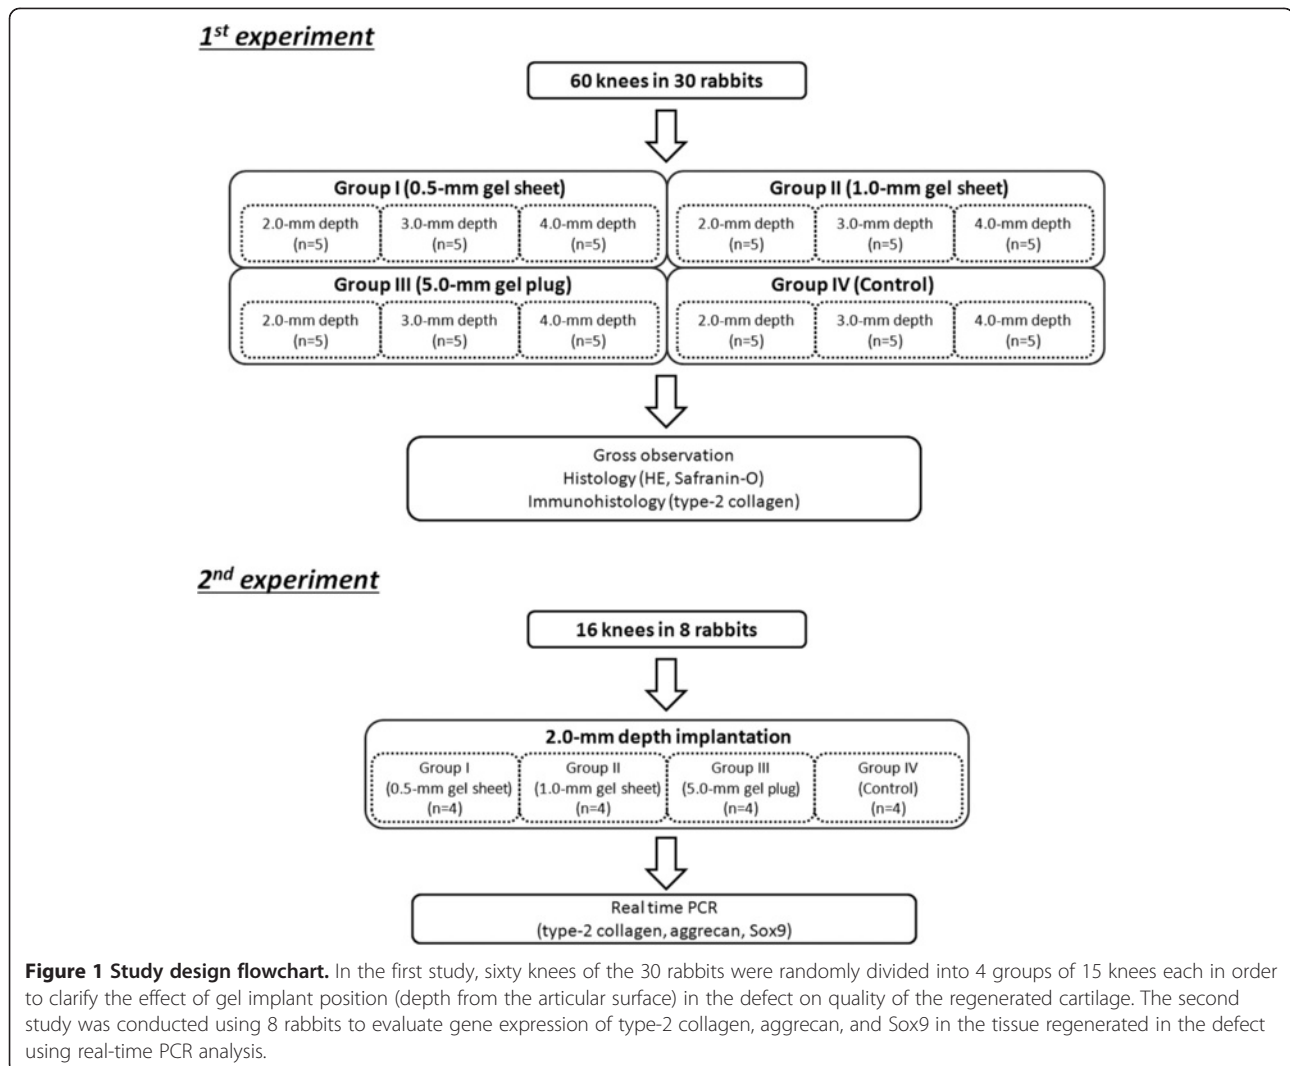 1st experiment
60 knees in 30 rabbits
Group I (0.5-mm gel sheet)
2.0-mm depth
(n=5)
3.0-mm depth
(n=5)
4.0-mm depth
(n=5)
Group II (1.0-mm gel sheet)
2.0-mm depth
(n=5)
3.0-mm depth
(n=5)
4.0-mm depth
(n=5)
Group III (5.0-mm gel plug)
2.0-mm depth
(n=5)
3.0-mm depth
(n=5)
4.0-mm depth
(n=5)
Group IV (Control)
2.0-mm depth
(n=5)
3.0-mm depth
(n=5)
4.0-mm depth
(n=5)
Gross observation
Histology (HE, Safranin-O)
Immunohistology (type-2 collagen)
2nd experiment
16 knees in 8 rabbits
2.0-mm depth implantation
Group I
(0.5-mm gel sheet)
(n=4)
Group II
(1.0-mm gel sheet)
(n=4)
Group III
(5.0-mm gel plug)
(n=4)
Group IV
(Control)
(n=4)
Real time PCR
(type-2 collagen, aggrecan, Sox9)
Figure 1 Study design flowchart. In the first study, sixty knees of the 30 rabbits were randomly divided into 4 groups of 15 knees each in order
to clarify the effect of gel implant position (depth from the articular surface) in the defect on quality of the regenerated cartilage. The second
study was conducted using 8 rabbits to evaluate gene expression of type-2 collagen, aggrecan, and Sox9 in the tissue regenerated in the defect
using real-time PCR analysis.